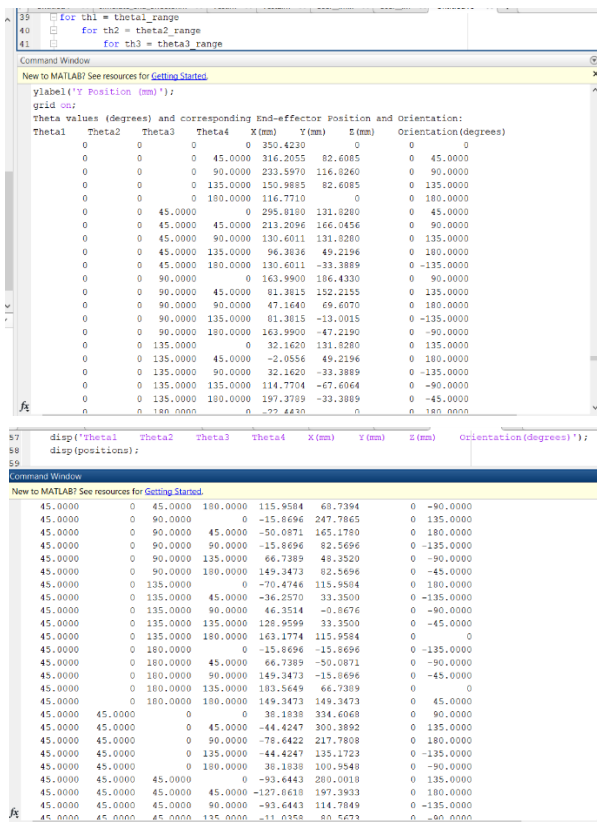 39 for th1 = theta1_range
40 for th2 = theta2_range
41 for th3 = theta3_range
Command Window
New to MATLAB? See resources for Getting Started.
ylabel('Y Position (mm)');
grid on;
Theta values (degrees) and corresponding End-effector Position and Orientation:
Theta1 Theta2 Theta3 Theta4 X(mm) Y(mm) Z(mm) Orientation(degrees)
0 0 0 0 350.4230 0 0 0
0 0 0 45.0000 316.2055 82.6085 0 45.0000
0 0 0 90.0000 233.5970 116.8260 0 90.0000
0 0 0 135.0000 150.9885 82.6085 0 135.0000
0 0 0 180.0000 116.7710 0 0 180.0000
0 0 45.0000 0 295.8180 131.8280 0 45.0000
0 0 45.0000 45.0000 213.2096 166.0456 0 90.0000
0 0 45.0000 90.0000 130.6011 131.8280 0 135.0000
0 0 45.0000 135.0000 96.3836 49.2196 0 180.0000
0 0 45.0000 180.0000 130.6011 -33.3889 0 -135.0000
0 0 90.0000 0 163.9900 186.4330 0 90.0000
0 0 90.0000 45.0000 81.3815 152.2155 0 135.0000
0 0 90.0000 90.0000 47.1640 69.6070 0 180.0000
0 0 90.0000 135.0000 81.3815 -13.0015 0 -135.0000
0 0 90.0000 180.0000 163.9900 -47.2190 0 -90.0000
0 0 135.0000 0 32.1620 131.8280 0 135.0000
0 0 135.0000 45.0000 -2.0556 49.2196 0 180.0000
0 0 135.0000 90.0000 32.1620 -33.3889 0 -135.0000
0 0 135.0000 135.0000 114.7704 -67.6064 0 -90.0000
0 0 135.0000 180.0000 197.3789 -33.3889 0 -45.0000
fx 0 0 180.0000 0 -22.4430 0 0 180.0000
57 disp('Theta1 Theta2 Theta3 Theta4 X(mm) Y(mm) Z(mm) Orientation(degrees)');
58 disp(positions);
59
Command Window
New to MATLAB? See resources for Getting Started.
45.0000 0 45.0000 180.0000 115.9584 68.7394 0 -90.0000
45.0000 0 90.0000 0 -15.8696 247.7865 0 135.0000
45.0000 0 90.0000 45.0000 -50.0871 165.1780 0 180.0000
45.0000 0 90.0000 90.0000 -15.8696 82.5696 0 -135.0000
45.0000 0 90.0000 135.0000 66.7389 48.3520 0 -90.0000
45.0000 0 90.0000 180.0000 149.3473 82.5696 0 -45.0000
45.0000 0 135.0000 0 -70.4746 115.9584 0 180.0000
45.0000 0 135.0000 45.0000 -36.2570 33.3500 0 -135.0000
45.0000 0 135.0000 90.0000 46.3514 -0.8676 0 -90.0000
45.0000 0 135.0000 135.0000 128.9599 33.3500 0 -45.0000
45.0000 0 135.0000 180.0000 163.1774 115.9584 0 0
45.0000 0 180.0000 0 -15.8696 -15.8696 0 -135.0000
45.0000 0 180.0000 45.0000 66.7389 -50.0871 0 -90.0000
45.0000 0 180.0000 90.0000 149.3473 -15.8696 0 -45.0000
45.0000 0 180.0000 135.0000 183.5649 66.7389 0 0
45.0000 0 180.0000 180.0000 149.3473 149.3473 0 45.0000
45.0000 45.0000 0 0 38.1838 334.6068 0 90.0000
45.0000 45.0000 0 45.0000 -44.4247 300.3892 0 135.0000
45.0000 45.0000 0 90.0000 -78.6422 217.7808 0 180.0000
45.0000 45.0000 0 135.0000 -44.4247 135.1723 0 -135.0000
45.0000 45.0000 0 180.0000 38.1838 100.9548 0 -90.0000
45.0000 45.0000 45.0000 0 -93.6443 280.0018 0 135.0000
45.0000 45.0000 45.0000 45.0000 -127.8618 197.3933 0 180.0000
45.0000 45.0000 45.0000 90.0000 -93.6443 114.7849 0 -135.0000
fx 45.0000 45.0000 45.0000 135.0000 -11.0358 80.5673 0 -90.0000